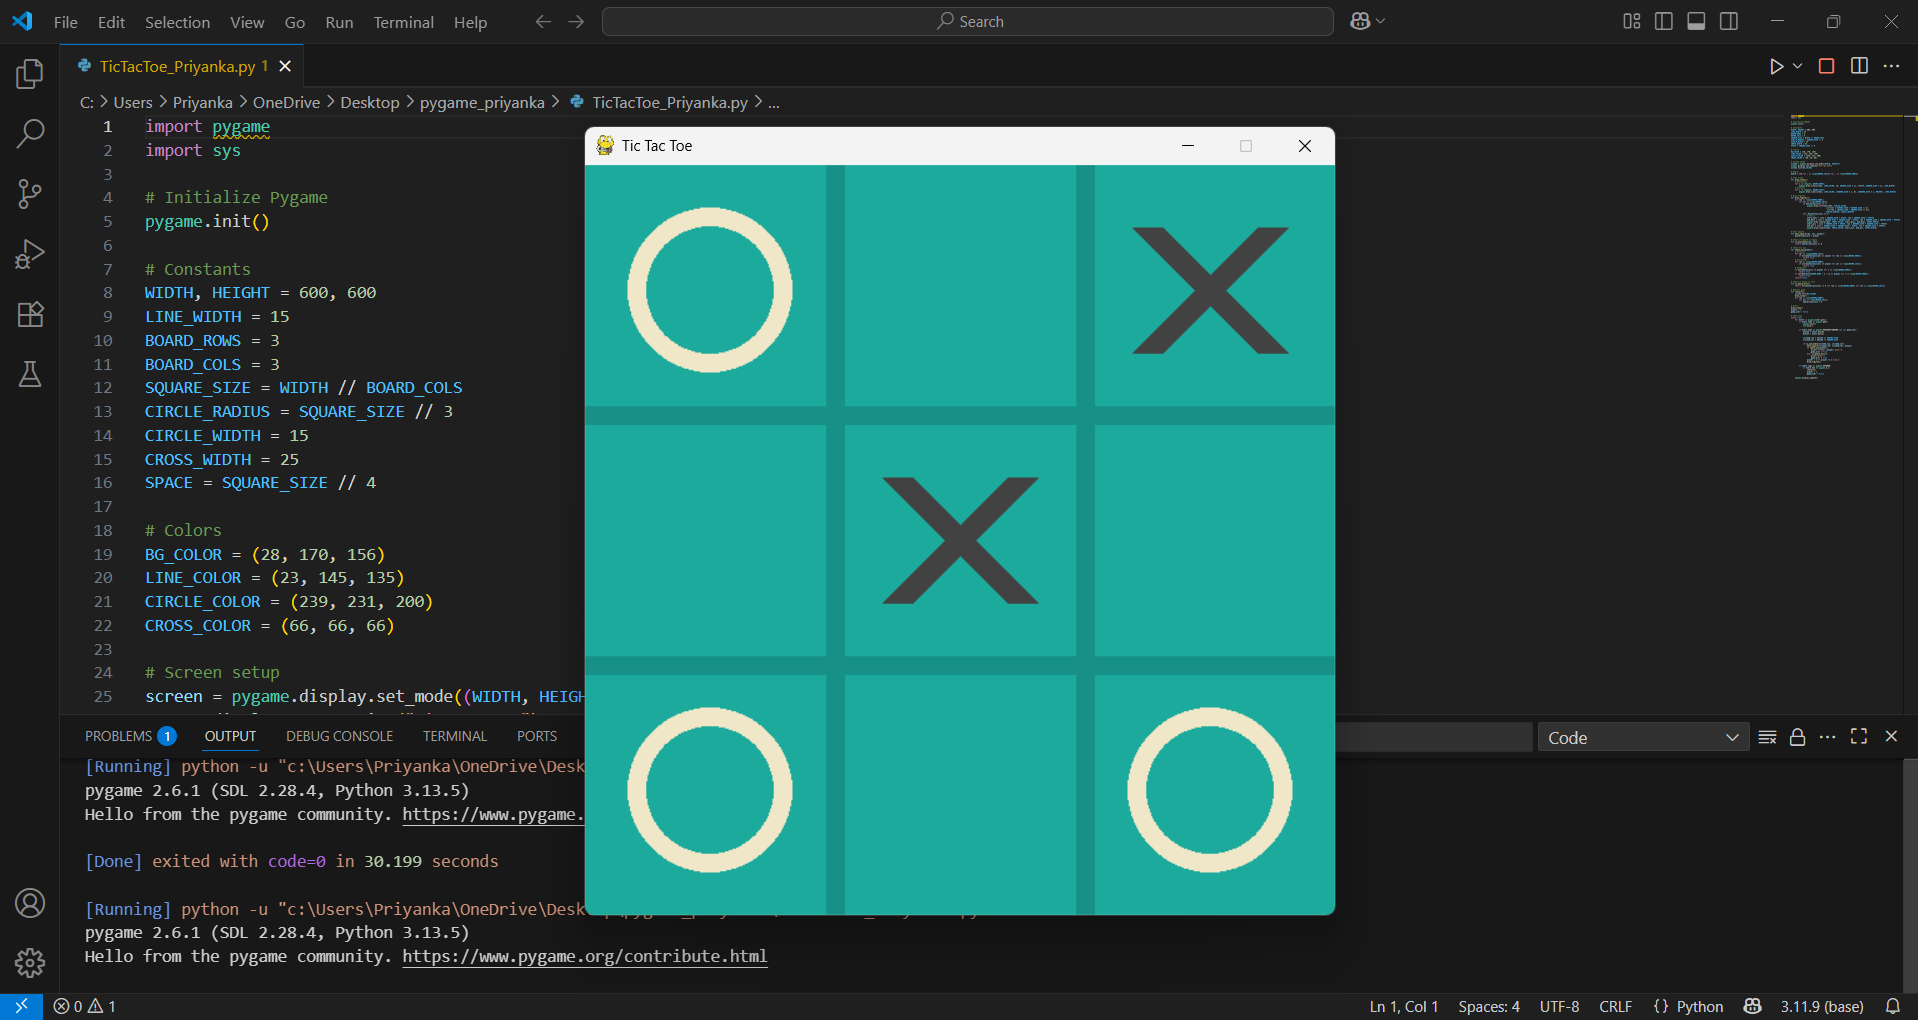 File Edit Selection View Go Run Terminal Help Search
TicTacToe_Priyanka.py 1
C: > Users > Priyanka > OneDrive > Desktop > pygame_priyanka > TicTacToe_Priyanka.py > ...
1 import pygame
2 import sys
3
4 # Initialize Pygame
5 pygame.init()
6
7 # Constants
8 WIDTH, HEIGHT = 600, 600
9 LINE_WIDTH = 15
10 BOARD_ROWS = 3
11 BOARD_COLS = 3
12 SQUARE_SIZE = WIDTH // BOARD_COLS
13 CIRCLE_RADIUS = SQUARE_SIZE // 3
14 CIRCLE_WIDTH = 15
15 CROSS_WIDTH = 25
16 SPACE = SQUARE_SIZE // 4
17
18 # Colors
19 BG_COLOR = (28, 170, 156)
20 LINE_COLOR = (23, 145, 135)
21 CIRCLE_COLOR = (239, 231, 200)
22 CROSS_COLOR = (66, 66, 66)
23
24 # Screen setup
25 screen = pygame.display.set_mode((WIDTH, HEIGH
Tic Tac Toe
PROBLEMS 1 OUTPUT DEBUG CONSOLE TERMINAL PORTS Code
[Running] python -u "c:\Users\Priyanka\OneDrive\Desk
pygame 2.6.1 (SDL 2.28.4, Python 3.13.5)
Hello from the pygame community. https://www.pygame.
[Done] exited with code=0 in 30.199 seconds
[Running] python -u "c:\Users\Priyanka\OneDrive\Desk
pygame 2.6.1 (SDL 2.28.4, Python 3.13.5)
Hello from the pygame community. https://www.pygame.org/contribute.html
0 1 Ln 1, Col 1 Spaces: 4 UTF-8 CRLF {} Python 3.11.9 (base)